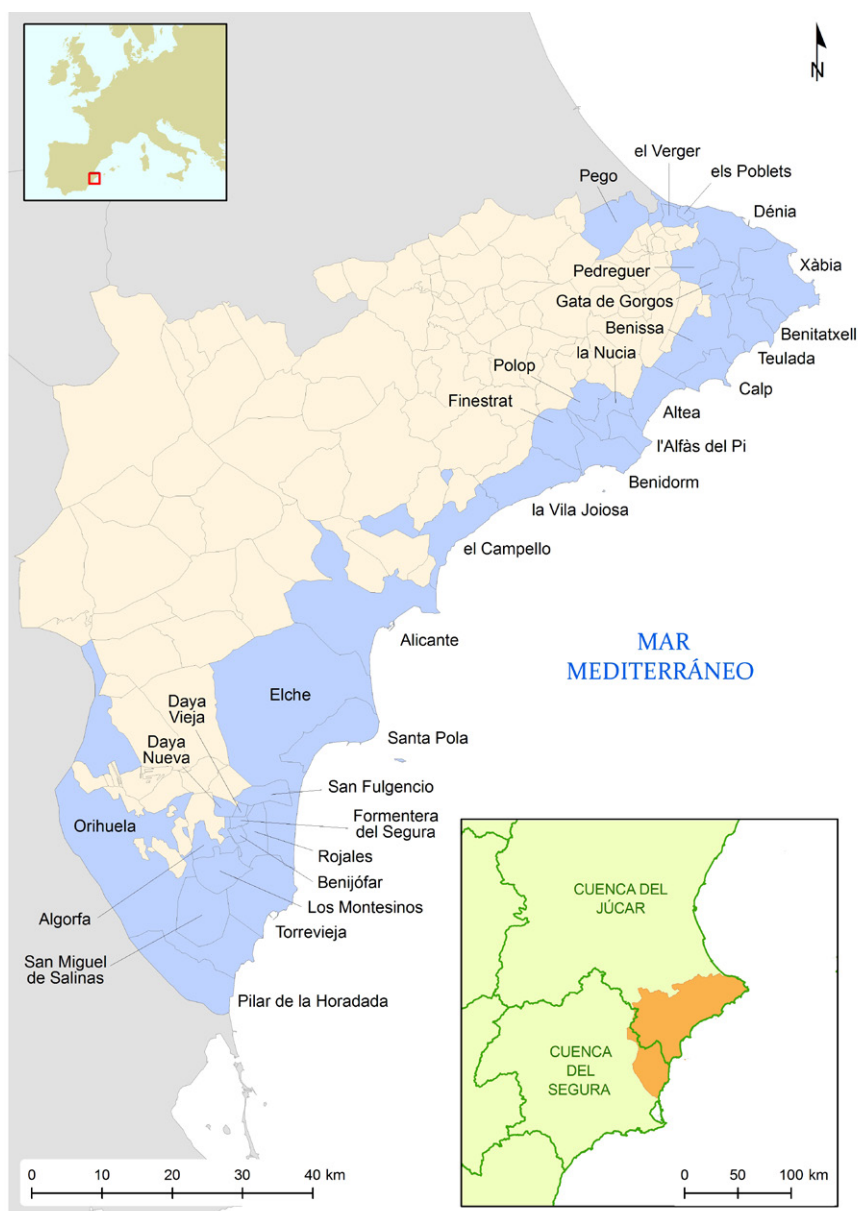 N
el Verger
els Poblets
Pego
Dénia
Xàbia
Pedreguer
Gata de Gorgos
Benissa
Benitatxell
la Nucia
Teulada
Polop
Calp
Finestrat
Altea
l'Alfàs del Pi
Benidorm
la Vila Joiosa
el Campello
Alicante
MAR
MEDITERRÁNEO
Elche
Daya
Vieja
Santa Pola
Daya
Nueva
San Fulgencio
Orihuela
Formentera
del Segura
Rojales
Benijófar
Los Montesinos
Algorfa
Torrevieja
San Miguel
de Salinas
Pilar de la Horadada
CUENCA DEL
JÚCAR
CUENCA
DEL
SEGURA
0 10 20 30 40 km
0 50 100 km